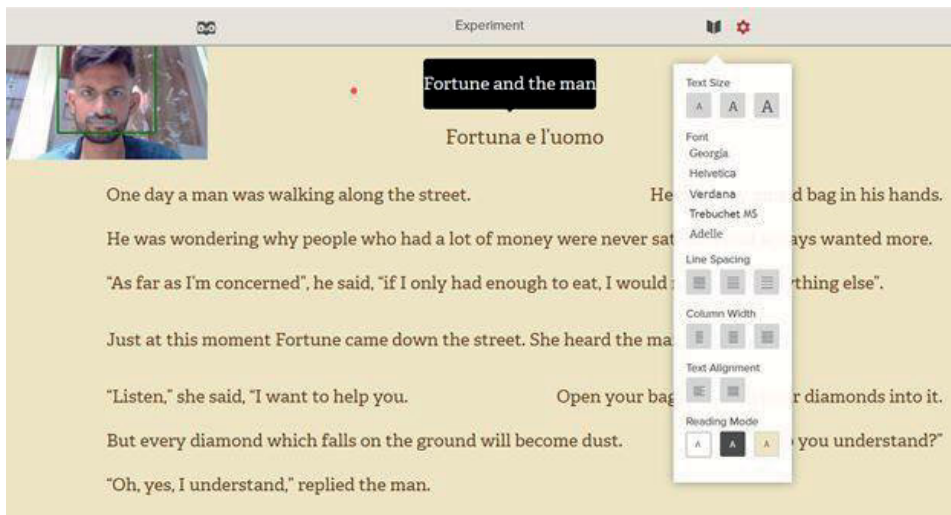 Experiment
Fortune and the man
Fortuna e l'uomo
One day a man was walking along the street. He d bag in his hands.
He was wondering why people who had a lot of money were never sat ays wanted more.
"As far as I'm concerned", he said, "if I only had enough to eat, I would thing else".
Just at this moment Fortune came down the street. She heard the ma
"Listen," she said, "I want to help you. Open your bag r diamonds into it.
But every diamond which falls on the ground will become dust. you understand?"
"Oh, yes, I understand," replied the man.
Text Size
A A A
Font
Georgia
Helvetica
Verdana
Trebuchet MS
Adelle
Line Spacing
Column Width
Text Alignment
Reading Mode
A A A